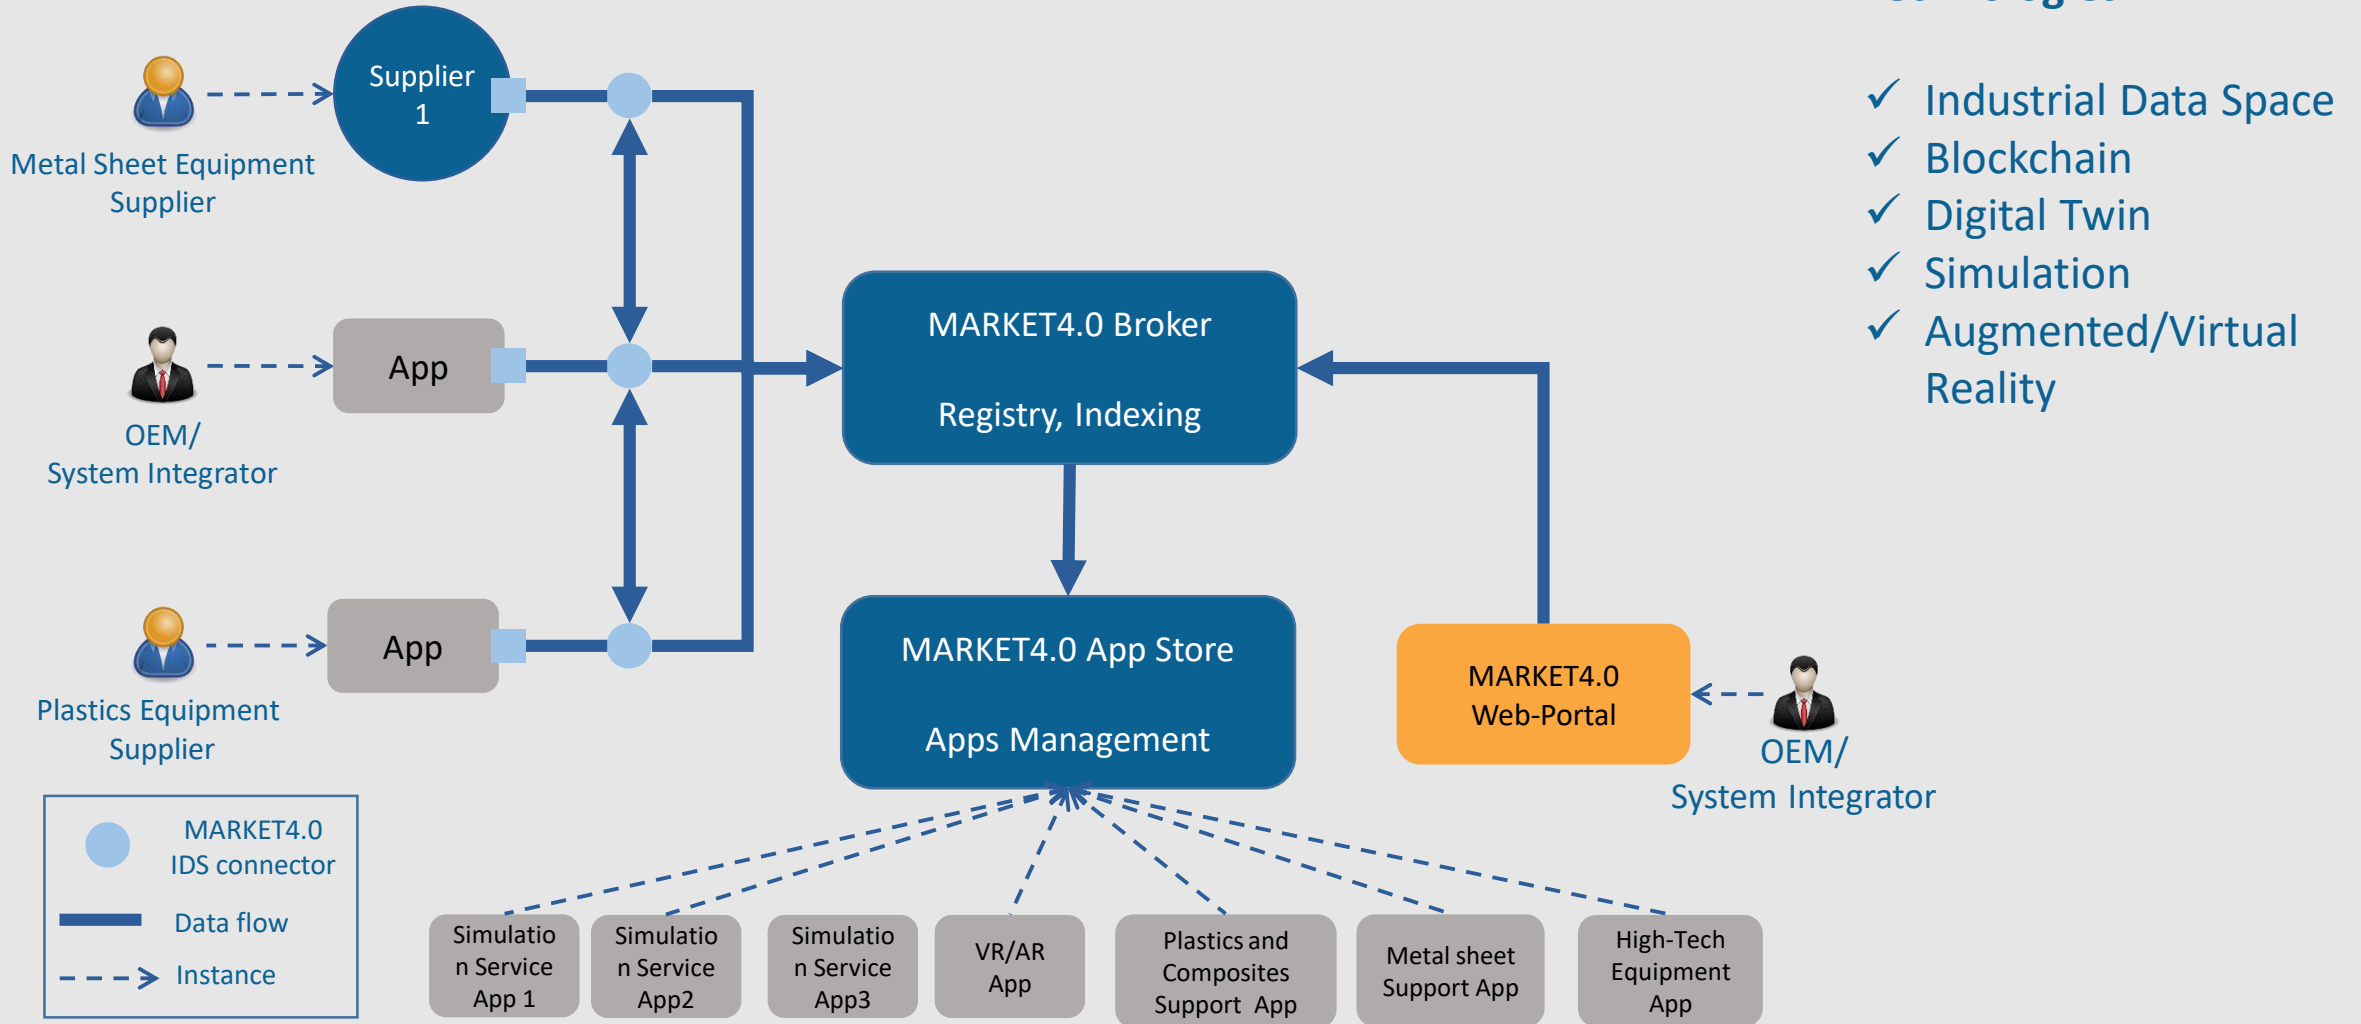 Supplier
1
Metal Sheet Equipment
Supplier
App
OEM/
System Integrator
App
Plastics Equipment
Supplier
MARKET4.0
IDS connector
Data flow
Instance
MARKET4.0 Broker
Registry, Indexing
MARKET4.0 App Store
Apps Management
MARKET4.0
Web-Portal
OEM/
System Integrator
Simulatio
n Service
App 1
Simulatio
n Service
App2
Simulatio
n Service
App3
VR/AR
App
Plastics and
Composites
Support App
Metal sheet
Support App
High-Tech
Equipment
App
✓ Industrial Data Space
✓ Blockchain
✓ Digital Twin
✓ Simulation
✓ Augmented/Virtual
Reality